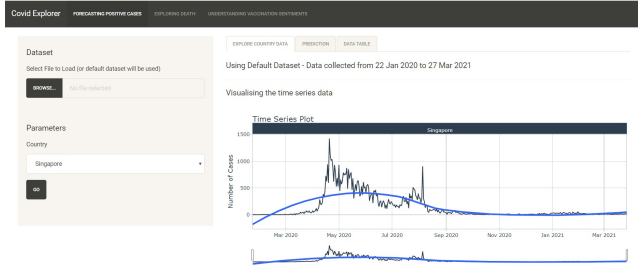 Covid Explorer FORECASTING POSITIVE CASES EXPLORING DEATH UNDERSTANDING VACCINATION SENTIMENTS
Dataset
Select File to Load (or default dataset will be used)
BROWSE... No file selected
Parameters
Country
Singapore
GO
EXPLORE COUNTRY DATA PREDICTION DATA TABLE
Using Default Dataset - Data collected from 22 Jan 2020 to 27 Mar 2021
Visualising the time series data
Time Series Plot
Singapore
Number of Cases
1500
1000
500
0
Mar 2020 May 2020 Jul 2020 Sep 2020 Nov 2020 Jan 2021 Mar 2021